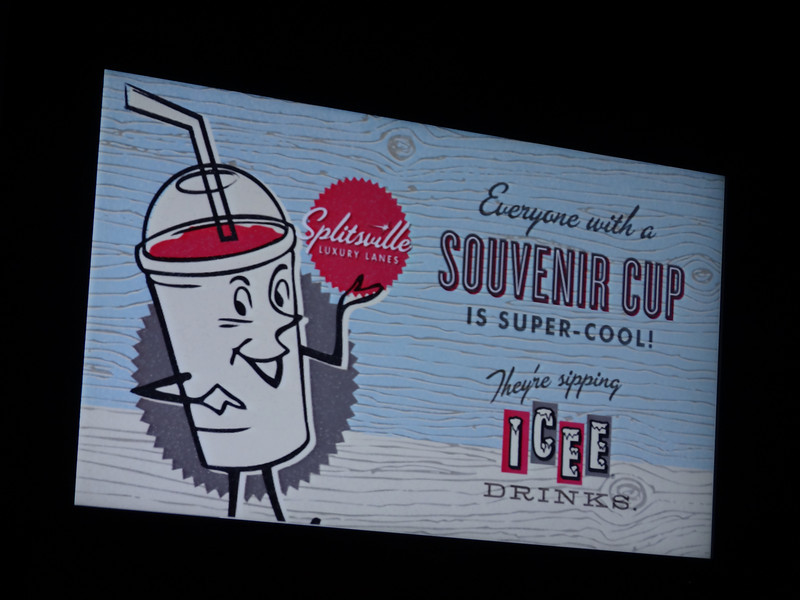 Splitsville
LUXURY LANES
Everyone with a
SOUVENIR CUP
IS SUPER-COOL!
They're sipping
ICEE
DRINKS.